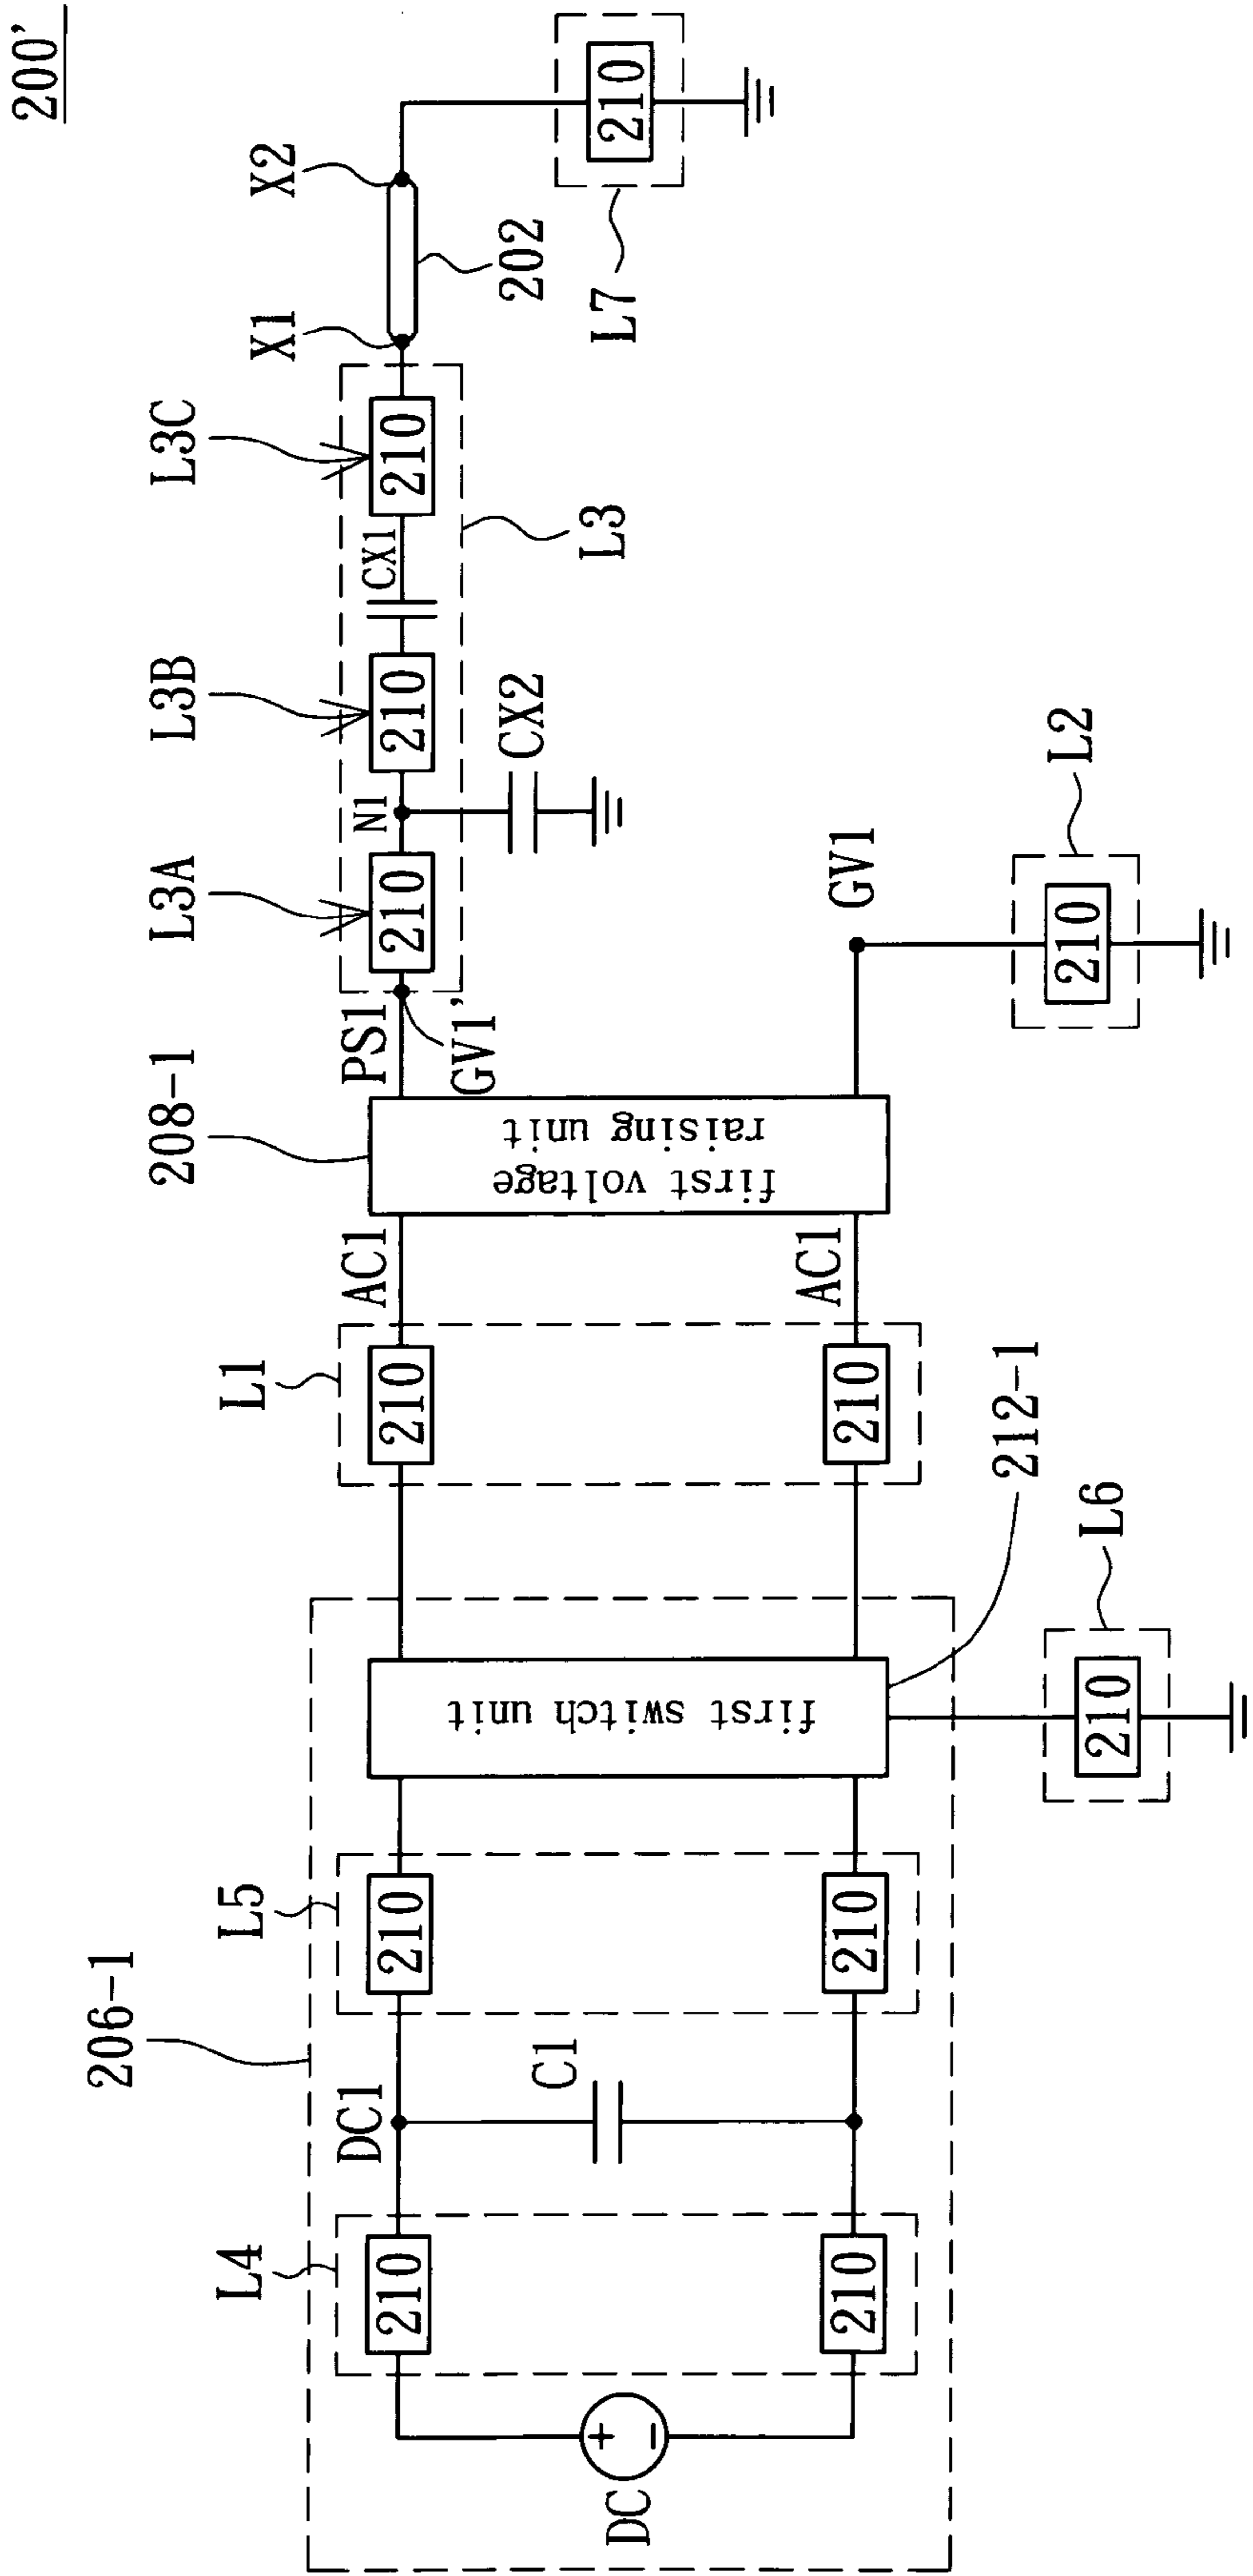 200'
206-1
L4
L5
DC
DC1
C1
210
210
210
210
first switch unit
212-1
L6
210
L1
210
210
AC1
AC1
208-1
first voltage
raising unit
PS1
GV1'
GV1
L2
210
L3A
L3B
L3C
210
N1
210
CX1
210
CX2
L3
X1
X2
202
L7
210